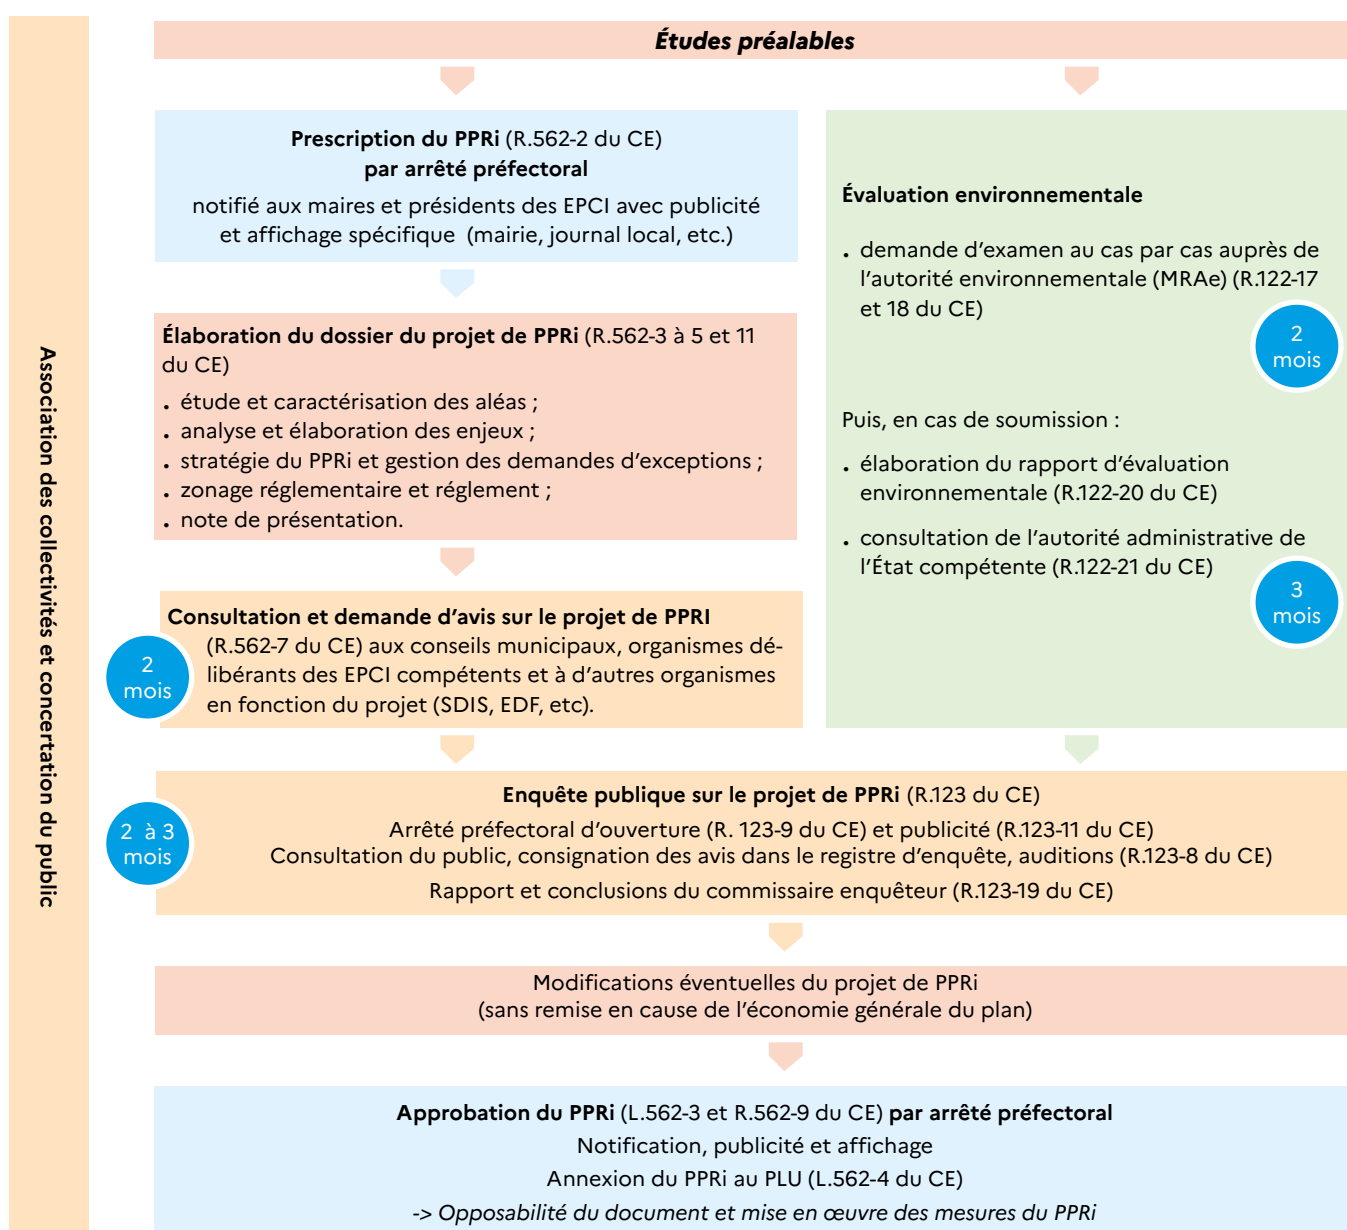 Association des collectivités et concertation du public
Études préalables
Prescription du PPRi (R.562-2 du CE)
par arrêté préfectoral
notifié aux maires et présidents des EPCI avec publicité
et affichage spécifique (mairie, journal local, etc.)
Élaboration du dossier du projet de PPRi (R.562-3 à 5 et 11
du CE)
. étude et caractérisation des aléas ;
. analyse et élaboration des enjeux ;
. stratégie du PPRi et gestion des demandes d'exceptions ;
. zonage réglementaire et réglement ;
. note de présentation.
Consultation et demande d'avis sur le projet de PPRI
(R.562-7 du CE) aux conseils municipaux, organismes dé-
libérants des EPCI compétents et à d'autres organismes
en fonction du projet (SDIS, EDF, etc).
2
mois
Évaluation environnementale
. demande d'examen au cas par cas auprès de
l'autorité environnementale (MRAe) (R.122-17
et 18 du CE)
2
mois
Puis, en cas de soumission :
. élaboration du rapport d'évaluation
environnementale (R.122-20 du CE)
. consultation de l'autorité administrative de
l'État compétente (R.122-21 du CE)
3
mois
Enquête publique sur le projet de PPRi (R.123 du CE)
Arrêté préfectoral d'ouverture (R. 123-9 du CE) et publicité (R.123-11 du CE)
Consultation du public, consignation des avis dans le registre d'enquête, auditions (R.123-8 du CE)
Rapport et conclusions du commissaire enquêteur (R.123-19 du CE)
2 à 3
mois
Modifications éventuelles du projet de PPRi
(sans remise en cause de l'économie générale du plan)
Approbation du PPRi (L.562-3 et R.562-9 du CE) par arrêté préfectoral
Notification, publicité et affichage
Annexion du PPRi au PLU (L.562-4 du CE)
-> Opposabilité du document et mise en œuvre des mesures du PPRi